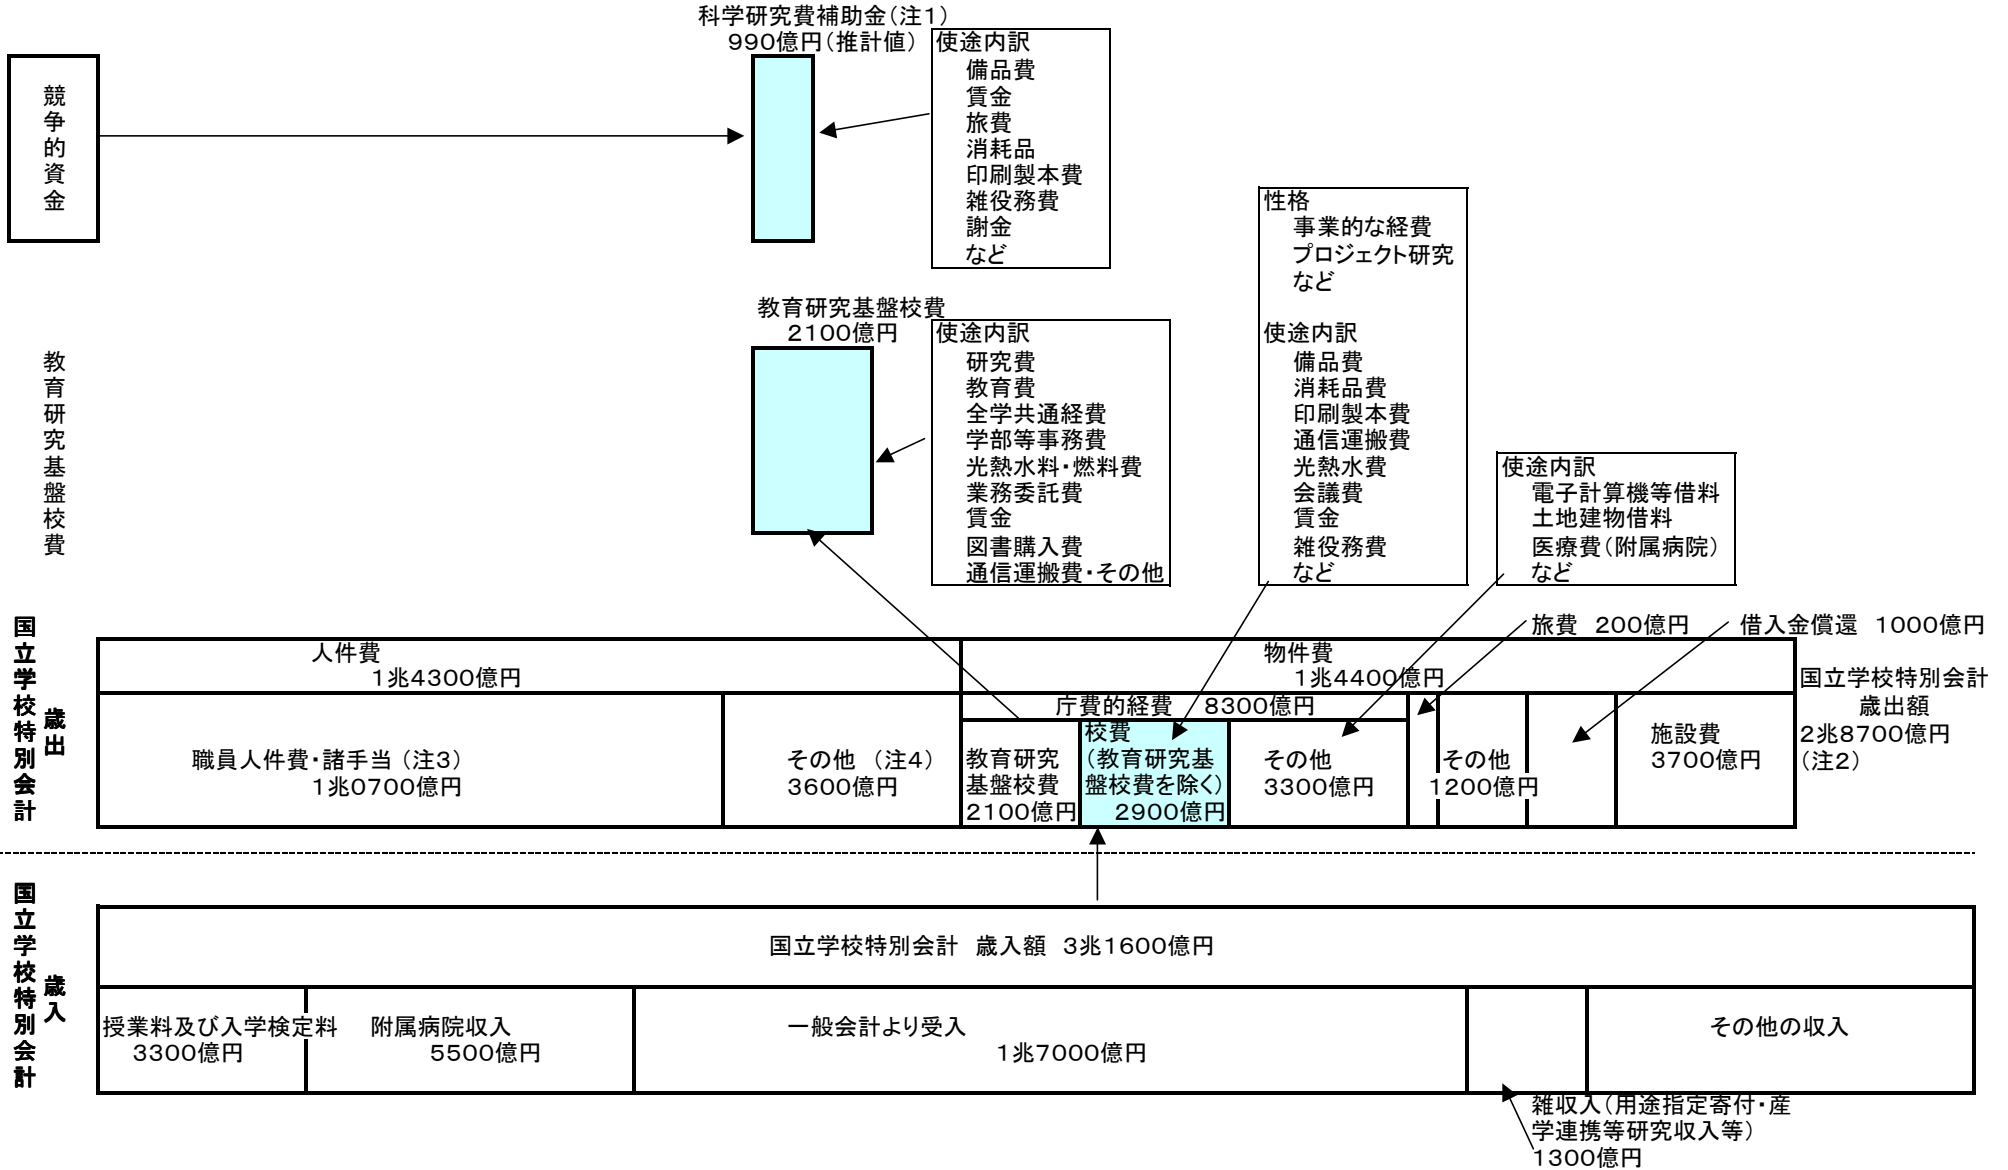 科学研究費補助金(注1)
990億円(推計値)
競争的資金
使途内訳
備品費
賃金
旅費
消耗品
印刷製本費
雑役務費
謝金
など
教育研究基盤校費
教育研究基盤校費
2100億円
使途内訳
研究費
教育費
全学共通経費
学部等事務費
光熱水料・燃料費
業務委託費
賃金
図書購入費
通信運搬費・その他
性格
事業的な経費
プロジェクト研究
など
使途内訳
備品費
消耗品費
印刷製本費
通信運搬費
光熱水費
会議費
賃金
雑役務費
など
使途内訳
電子計算機等借料
土地建物借料
医療費(附属病院)
など
国立学校特別会計
歳出
旅費 200億円
借入金償還 1000億円
人件費
1兆4300億円
物件費
1兆4400億円
庁費的経費 8300億円
職員人件費・諸手当(注3)
1兆0700億円
その他 (注4)
3600億円
教育研究
基盤校費
2100億円
校費
(教育研究基
盤校費を除く)
2900億円
その他
3300億円
その他
1200億円
施設費
3700億円
国立学校特別会計
歳出額
2兆8700億円
(注2)
国立学校特別会計
歳入
国立学校特別会計 歳入額 3兆1600億円
授業料及び入学検定料
3300億円
附属病院収入
5500億円
一般会計より受入
1兆7000億円
その他の収入
雑収入(用途指定寄付・産
学連携等研究収入等)
1300億円